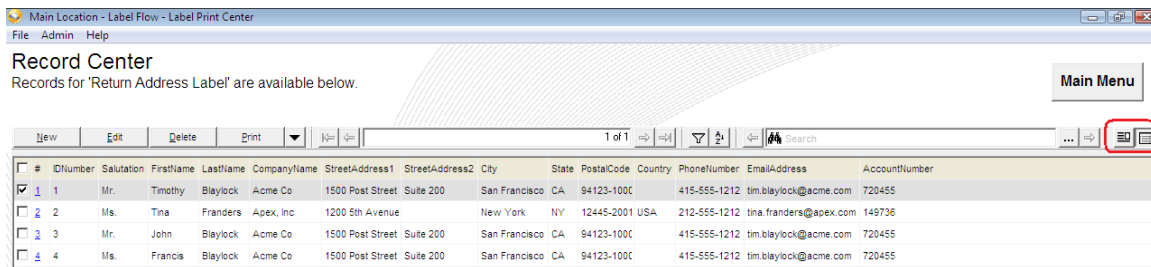 Main Location - Label Flow - Label Print Center
File Admin Help
Record Center
Records for 'Return Address Label' are available below.
Main Menu
New Edit Delete Print 1 of 1 Search ...
# IDNumber Salutation FirstName LastName CompanyName StreetAddress1 StreetAddress2 City State PostalCode Country PhoneNumber EmailAddress AccountNumber
1 1 Mr. Timothy Blaylock Acme Co 1500 Post Street Suite 200 San Francisco CA 94123-1000 415-555-1212 tim.blaylock@acme.com 720455
2 2 Ms. Tina Franders Apex, Inc 1200 5th Avenue New York NY 12445-2001 USA 212-555-1212 tina.franders@apex.com 149736
3 3 Mr. John Blaylock Acme Co 1500 Post Street Suite 200 San Francisco CA 94123-1000 415-555-1212 tim.blaylock@acme.com 720455
4 4 Ms. Francis Blaylock Acme Co 1500 Post Street Suite 200 San Francisco CA 94123-1000 415-555-1212 tim.blaylock@acme.com 720455